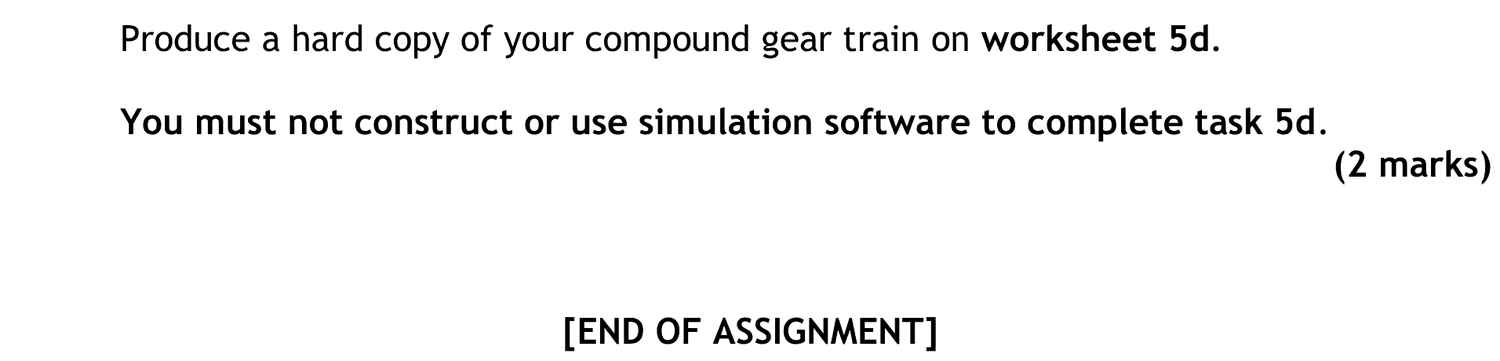 Produce a hard copy of your compound gear train on worksheet 5d.
You must not construct or use simulation software to complete task 5d.
(2 marks)
[END OF ASSIGNMENT]